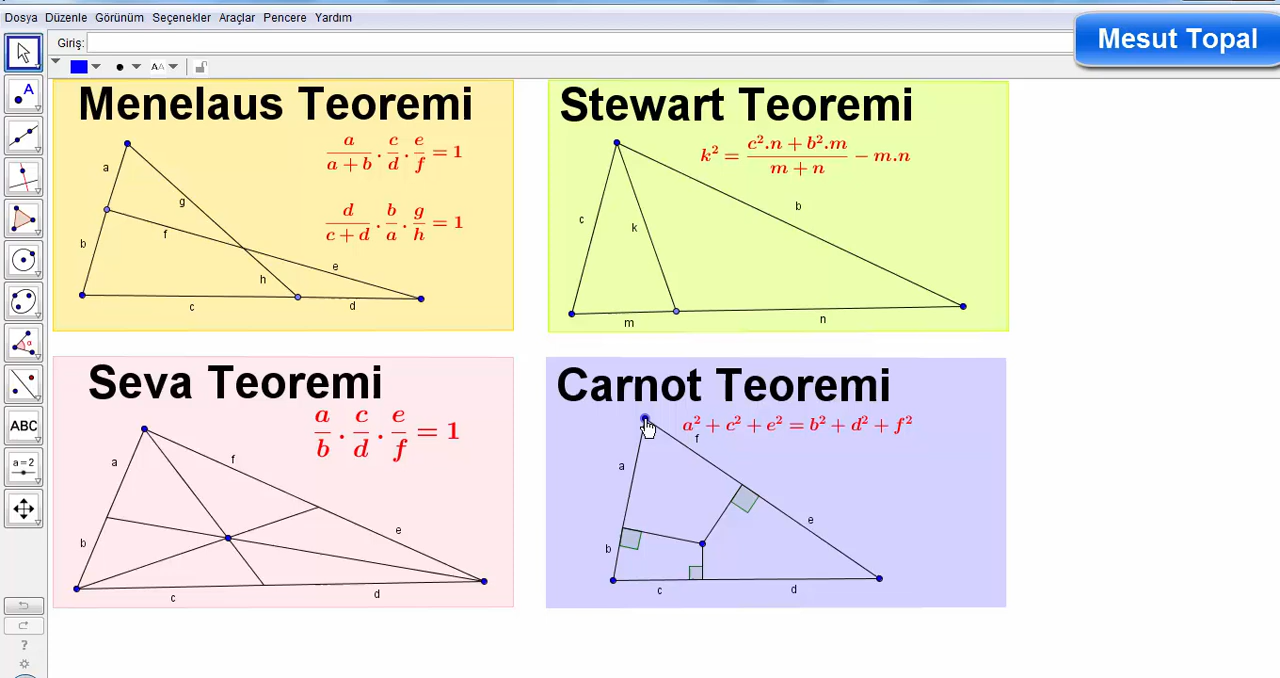 Dosya Düzenle Görünüm Seçenekler Araçlar Pencere Yardım
Mesut Topal
Giriş:
AA
A
α
ABC
a=2
?
Menelaus Teoremi
a/(a + b) . c/d . e/f = 1
d/(c + d) . b/a . g/h = 1
a
g
f
b
e
h
c
d
Stewart Teoremi
k² = (c².n + b².m)/(m + n) − m.n
b
c
k
m
n
Seva Teoremi
a/b . c/d . e/f = 1
a
f
e
b
c
d
Carnot Teoremi
a² + c² + e² = b² + d² + f²
f
a
e
b
c
d